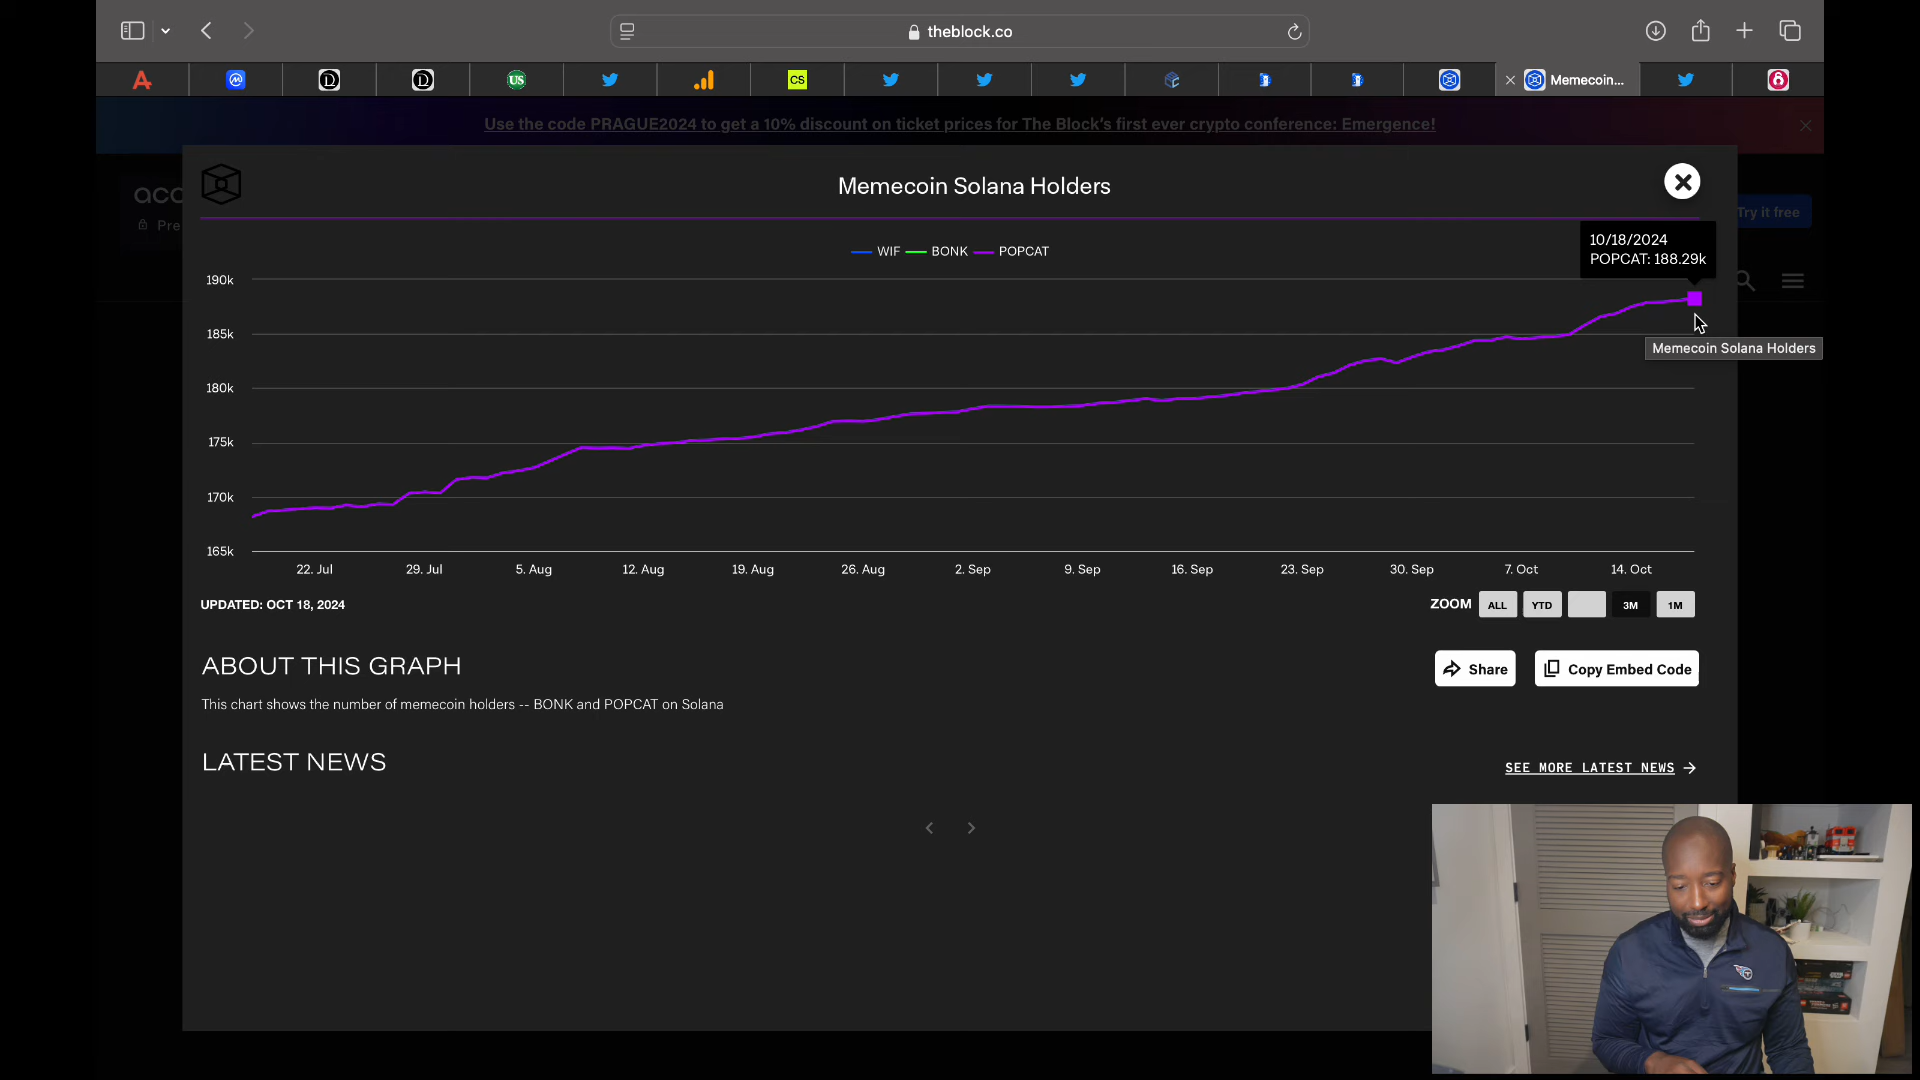 theblock.co
US
CS
Memecoin...
Use the code PRAGUE2024 to get a 10% discount on ticket prices for The Block's first ever crypto conference: Emergence!
acc
Pre
Try it free
Memecoin Solana Holders
WIF BONK POPCAT
10/18/2024
POPCAT: 188.29k
190k
185k
180k
175k
170k
165k
Memecoin Solana Holders
22. Jul 29. Jul 5. Aug 12. Aug 19. Aug 26. Aug 2. Sep 9. Sep 16. Sep 23. Sep 30. Sep 7. Oct 14. Oct
UPDATED: OCT 18, 2024
ZOOM ALL YTD 3M 1M
ABOUT THIS GRAPH
Share
Copy Embed Code
This chart shows the number of memecoin holders -- BONK and POPCAT on Solana
LATEST NEWS
SEE MORE LATEST NEWS